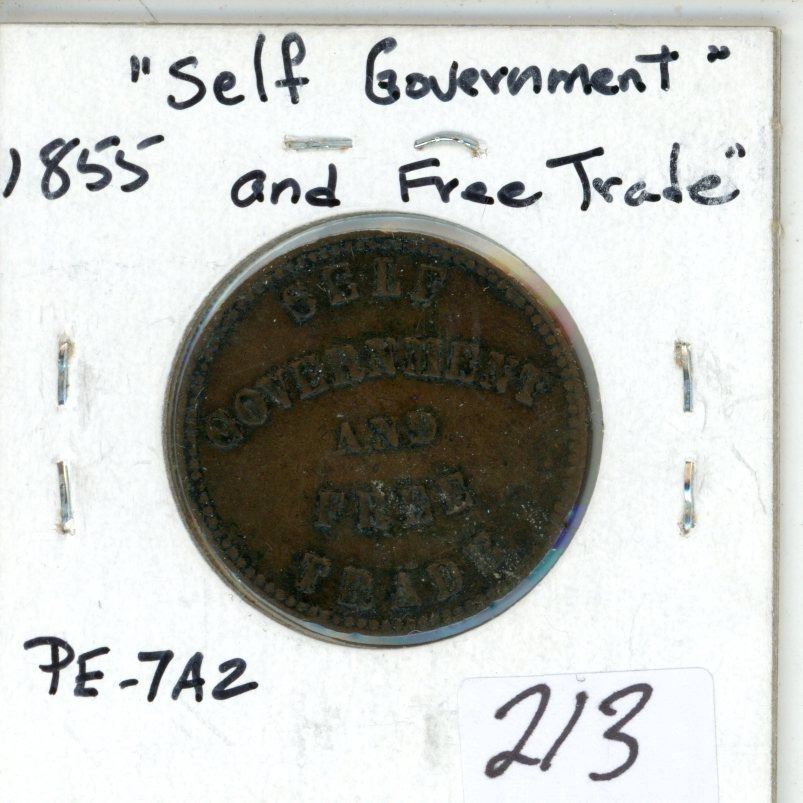 "Self Government"
1855 and Free Trade"
SELF
GOVERNMENT
AND
FREE
TRADE
PE-7A2
213